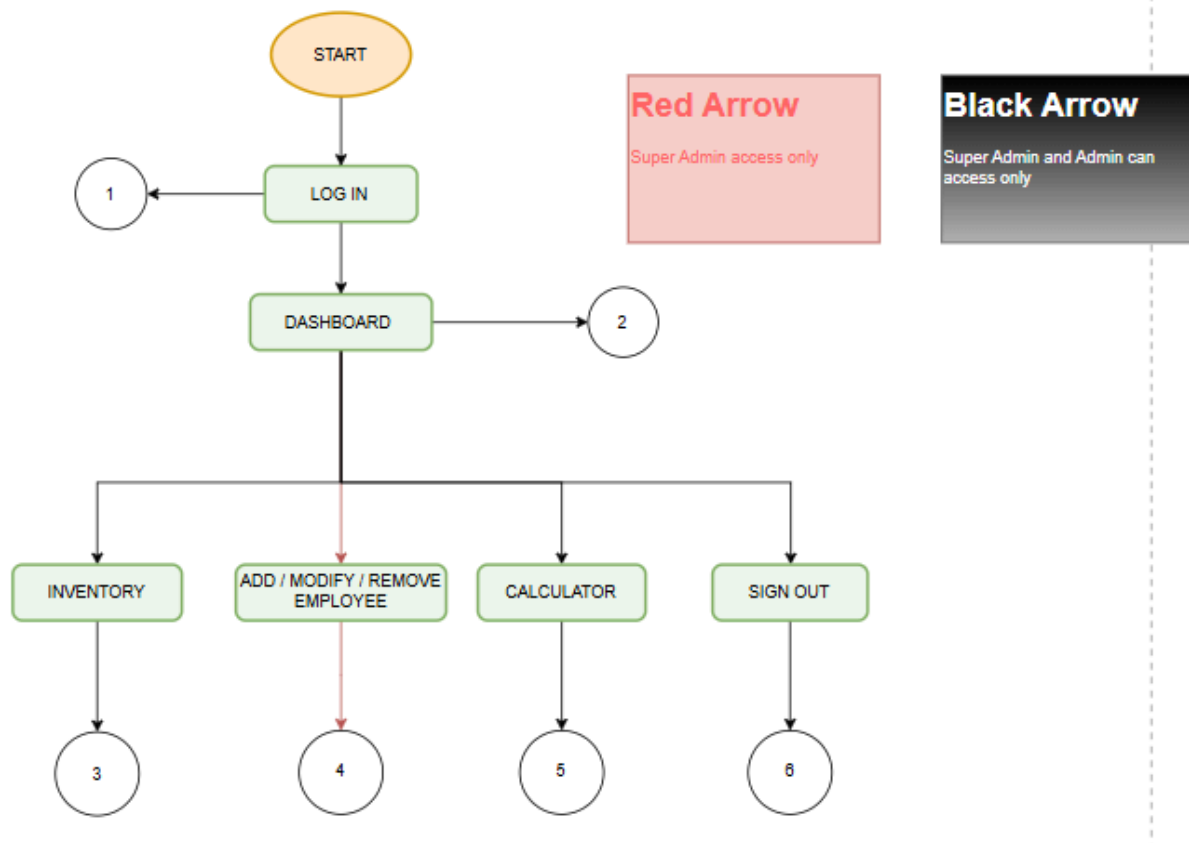 START
Red Arrow
Super Admin access only
Black Arrow
Super Admin and Admin can
access only
LOG IN
1
DASHBOARD
2
INVENTORY
ADD / MODIFY / REMOVE
EMPLOYEE
CALCULATOR
SIGN OUT
3
4
5
6